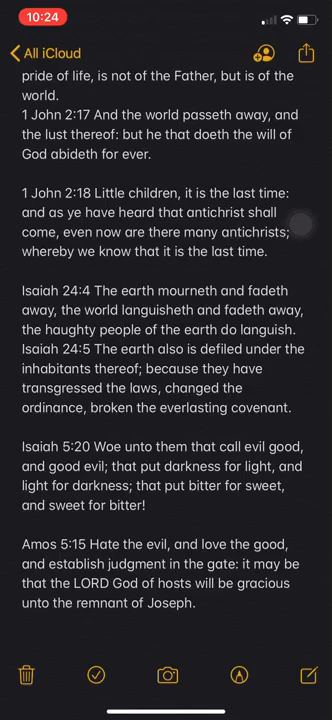 10:24
All iCloud
pride of life, is not of the Father, but is of the
world.
1 John 2:17 And the world passeth away, and
the lust thereof: but he that doeth the will of
God abideth for ever.
1 John 2:18 Little children, it is the last time:
and as ye have heard that antichrist shall
come, even now are there many antichrists;
whereby we know that it is the last time.
Isaiah 24:4 The earth mourneth and fadeth
away, the world languisheth and fadeth away,
the haughty people of the earth do languish.
Isaiah 24:5 The earth also is defiled under the
inhabitants thereof; because they have
transgressed the laws, changed the
ordinance, broken the everlasting covenant.
Isaiah 5:20 Woe unto them that call evil good,
and good evil; that put darkness for light, and
light for darkness; that put bitter for sweet,
and sweet for bitter!
Amos 5:15 Hate the evil, and love the good,
and establish judgment in the gate: it may be
that the LORD God of hosts will be gracious
unto the remnant of Joseph.